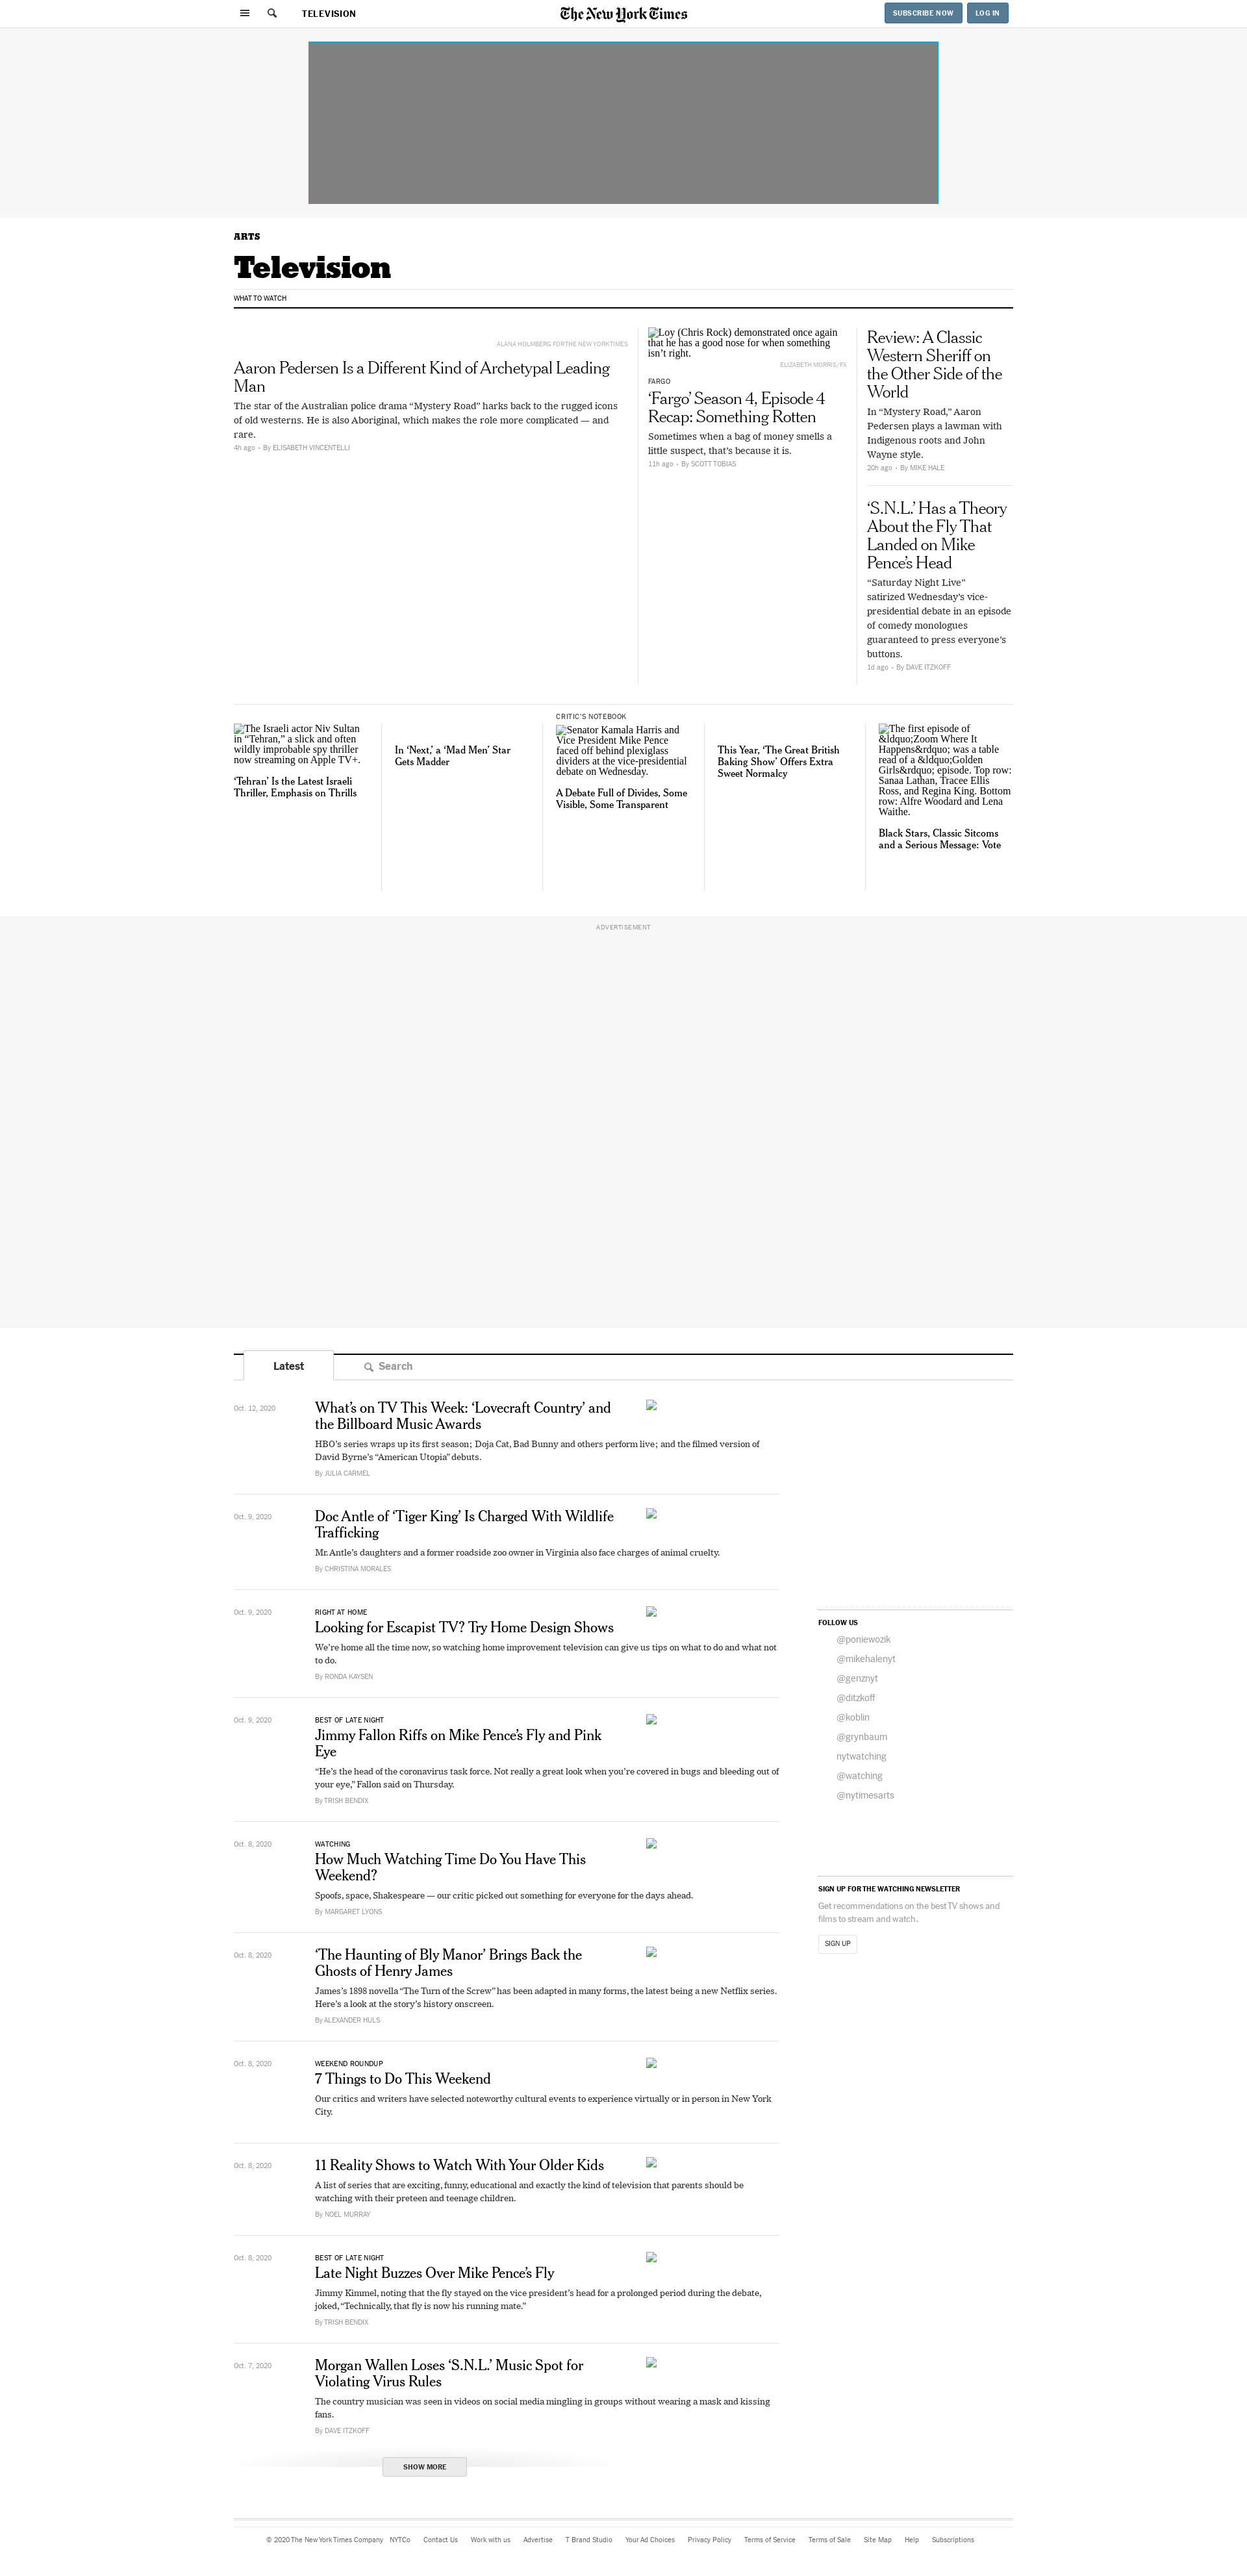 TELEVISION
The New York Times
SUBSCRIBE NOW
LOG IN
ARTS
Television
WHAT TO WATCH
ALANA HOLMBERG FOR THE NEW YORK TIMES
Aaron Pedersen Is a Different Kind of Archetypal Leading
Man
The star of the Australian police drama “Mystery Road” harks back to the rugged icons
of old westerns. He is also Aboriginal, which makes the role more complicated — and
rare.
4h ago • By ELISABETH VINCENTELLI
Loy (Chris Rock) demonstrated once again
that he has a good nose for when something
isn’t right.
ELIZABETH MORRIS/FX
FARGO
‘Fargo’ Season 4, Episode 4
Recap: Something Rotten
Sometimes when a bag of money smells a
little suspect, that’s because it is.
11h ago • By SCOTT TOBIAS
Review: A Classic
Western Sheriff on
the Other Side of the
World
In “Mystery Road,” Aaron
Pedersen plays a lawman with
Indigenous roots and John
Wayne style.
20h ago • By MIKE HALE
‘S.N.L.’ Has a Theory
About the Fly That
Landed on Mike
Pence’s Head
“Saturday Night Live”
satirized Wednesday’s vice-
presidential debate in an episode
of comedy monologues
guaranteed to press everyone’s
buttons.
1d ago • By DAVE ITZKOFF
The Israeli actor Niv Sultan
in “Tehran,” a slick and often
wildly improbable spy thriller
now streaming on Apple TV+.
‘Tehran’ Is the Latest Israeli
Thriller, Emphasis on Thrills
In ‘Next,’ a ‘Mad Men’ Star
Gets Madder
CRITIC’S NOTEBOOK
Senator Kamala Harris and
Vice President Mike Pence
faced off behind plexiglass
dividers at the vice-presidential
debate on Wednesday.
A Debate Full of Divides, Some
Visible, Some Transparent
This Year, ‘The Great British
Baking Show’ Offers Extra
Sweet Normalcy
The first episode of
&ldquo;Zoom Where It
Happens&rdquo; was a table
read of a &ldquo;Golden
Girls&rdquo; episode. Top row:
Sanaa Lathan, Tracee Ellis
Ross, and Regina King. Bottom
row: Alfre Woodard and Lena
Waithe.
Black Stars, Classic Sitcoms
and a Serious Message: Vote
ADVERTISEMENT
Latest
Search
Oct. 12, 2020
What’s on TV This Week: ‘Lovecraft Country’ and
the Billboard Music Awards
HBO’s series wraps up its first season; Doja Cat, Bad Bunny and others perform live; and the filmed version of
David Byrne’s “American Utopia” debuts.
By JULIA CARMEL
Oct. 9, 2020
Doc Antle of ‘Tiger King’ Is Charged With Wildlife
Trafficking
Mr. Antle’s daughters and a former roadside zoo owner in Virginia also face charges of animal cruelty.
By CHRISTINA MORALES
Oct. 9, 2020
RIGHT AT HOME
Looking for Escapist TV? Try Home Design Shows
We’re home all the time now, so watching home improvement television can give us tips on what to do and what not
to do.
By RONDA KAYSEN
Oct. 9, 2020
BEST OF LATE NIGHT
Jimmy Fallon Riffs on Mike Pence’s Fly and Pink
Eye
“He’s the head of the coronavirus task force. Not really a great look when you’re covered in bugs and bleeding out of
your eye,” Fallon said on Thursday.
By TRISH BENDIX
Oct. 8, 2020
WATCHING
How Much Watching Time Do You Have This
Weekend?
Spoofs, space, Shakespeare — our critic picked out something for everyone for the days ahead.
By MARGARET LYONS
Oct. 8, 2020
‘The Haunting of Bly Manor’ Brings Back the
Ghosts of Henry James
James’s 1898 novella “The Turn of the Screw” has been adapted in many forms, the latest being a new Netflix series.
Here’s a look at the story’s history onscreen.
By ALEXANDER HULS
Oct. 8, 2020
WEEKEND ROUNDUP
7 Things to Do This Weekend
Our critics and writers have selected noteworthy cultural events to experience virtually or in person in New York
City.
Oct. 8, 2020
11 Reality Shows to Watch With Your Older Kids
A list of series that are exciting, funny, educational and exactly the kind of television that parents should be
watching with their preteen and teenage children.
By NOEL MURRAY
Oct. 8, 2020
BEST OF LATE NIGHT
Late Night Buzzes Over Mike Pence’s Fly
Jimmy Kimmel, noting that the fly stayed on the vice president’s head for a prolonged period during the debate,
joked, “Technically, that fly is now his running mate.”
By TRISH BENDIX
Oct. 7, 2020
Morgan Wallen Loses ‘S.N.L.’ Music Spot for
Violating Virus Rules
The country musician was seen in videos on social media mingling in groups without wearing a mask and kissing
fans.
By DAVE ITZKOFF
SHOW MORE
FOLLOW US
@poniewozik
@mikehalenyt
@genznyt
@ditzkoff
@koblin
@grynbaum
nytwatching
@watching
@nytimesarts
SIGN UP FOR THE WATCHING NEWSLETTER
Get recommendations on the best TV shows and
films to stream and watch.
SIGN UP
© 2020 The New York Times Company NYTCo Contact Us Work with us Advertise T Brand Studio Your Ad Choices Privacy Policy Terms of Service Terms of Sale Site Map Help Subscriptions